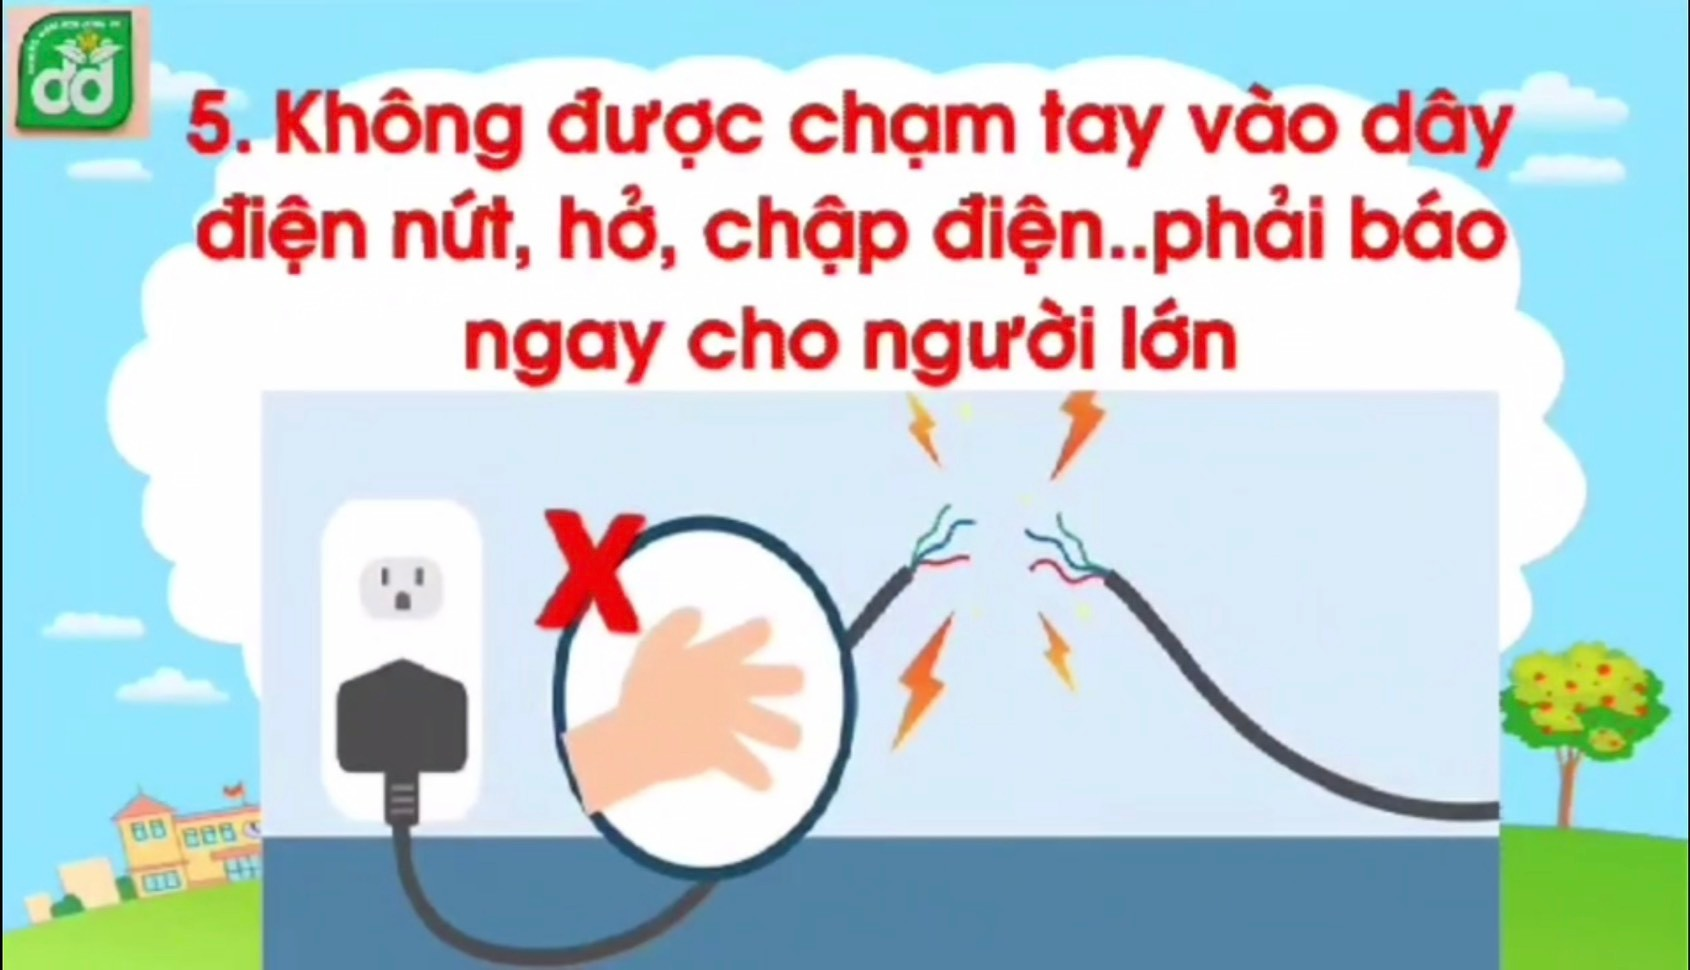 5. Không được chạm tay vào dây
điện nứt, hở, chập điện..phải báo
ngay cho người lớn
X